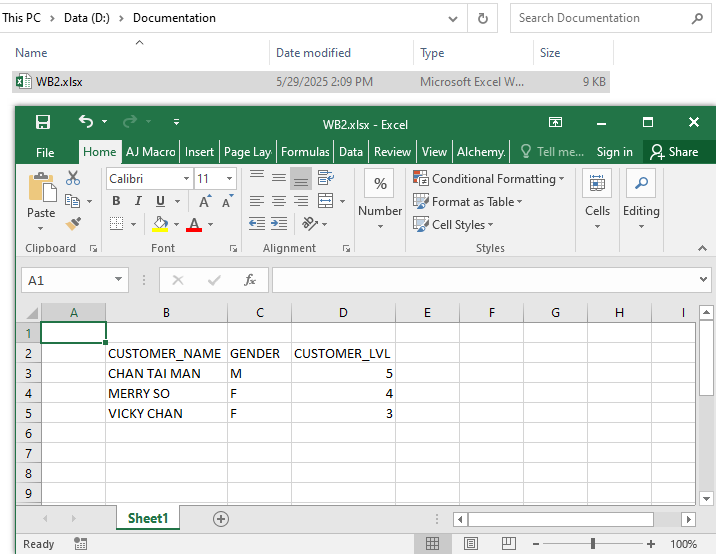 This PC > Data (D:) > Documentation
Search Documentation
Name Date modified Type Size
WB2.xlsx 5/29/2025 2:09 PM Microsoft Excel W... 9 KB
WB2.xlsx - Excel
File Home AJ Macro Insert Page Lay Formulas Data Review View Alchemy. Tell me... Sign in Share
Calibri 11
Paste
B I U A A
% Number
Conditional Formatting
Format as Table
Cell Styles
Cells Editing
Clipboard Font Alignment Styles
A1 fx
A B C D E F G H I
1
2 CUSTOMER_NAME GENDER CUSTOMER_LVL
3 CHAN TAI MAN M 5
4 MERRY SO F 4
5 VICKY CHAN F 3
6
7
8
9
Sheet1
Ready 100%